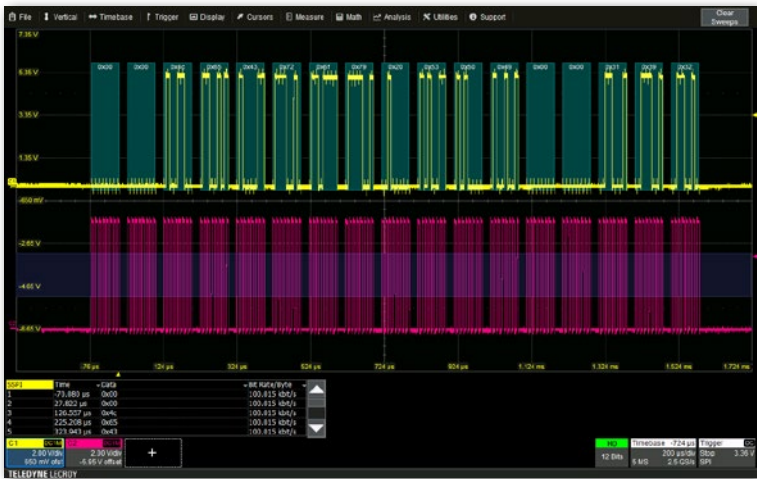 File Vertical Timebase Trigger Display Cursors Measure Math Analysis Utilities Support Clear Sweeps
7.35 V
0x00 0x00 0x4c 0x65 0x43 0x72 0x6f 0x79 0x20 0x53 0x50 0x49 0x00 0x00 0x31 0x39 0x32
5.35 V
3.35 V
1.35 V
C1
-650 mV
-2.65 V
-4.65 V
-6.65 V
-76 µs 124 µs 324 µs 524 µs 724 µs 924 µs 1.124 ms 1.324 ms 1.524 ms 1.724 ms
SSPI Time Data Bit Rate/Byte
1 -73.883 µs 0x00 100.815 kbit/s
2 27.822 µs 0x00 100.815 kbit/s
3 126.557 µs 0x4c 100.815 kbit/s
4 225.208 µs 0x65 100.815 kbit/s
5 323.943 µs 0x43 100.815 kbit/s
C1 DC1M C2 HD Timebase -724 µs Trigger DC
2.00 V/div 2.00 V/div + 12 Bits 200 µs/div Stop 3.36 V
650 mV ofst -5.95 V offset 5 MS 2.5 GS/s SPI
TELEDYNE LECROY